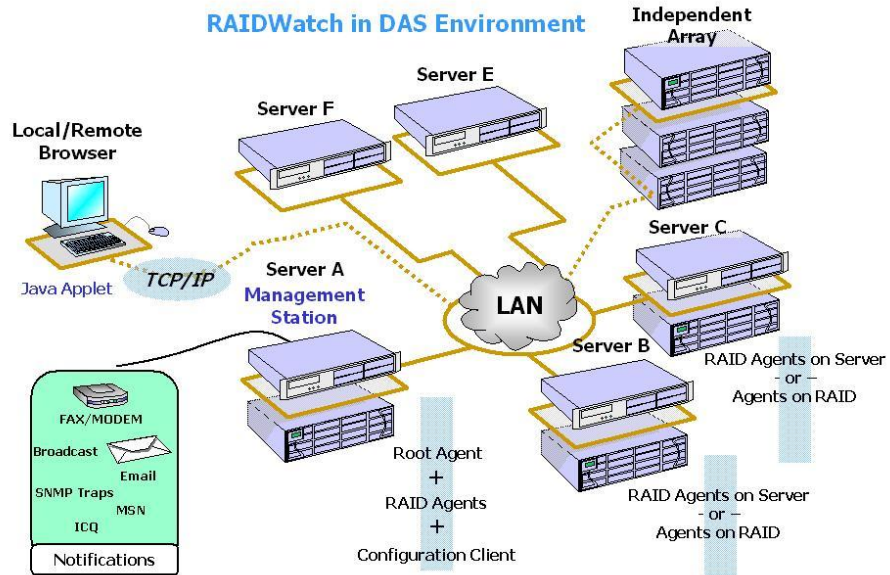 RAIDWatch in DAS Environment
Independent
Array
Server E
Server F
Local/Remote
Browser
Java Applet
TCP/IP
Server A
Management
Station
LAN
Server C
Server B
RAID Agents on Server
- or –
Agents on RAID
RAID Agents on Server
- or –
Agents on RAID
Root Agent
+
RAID Agents
+
Configuration Client
FAX/MODEM
Broadcast
Email
SNMP Traps
MSN
ICQ
Notifications